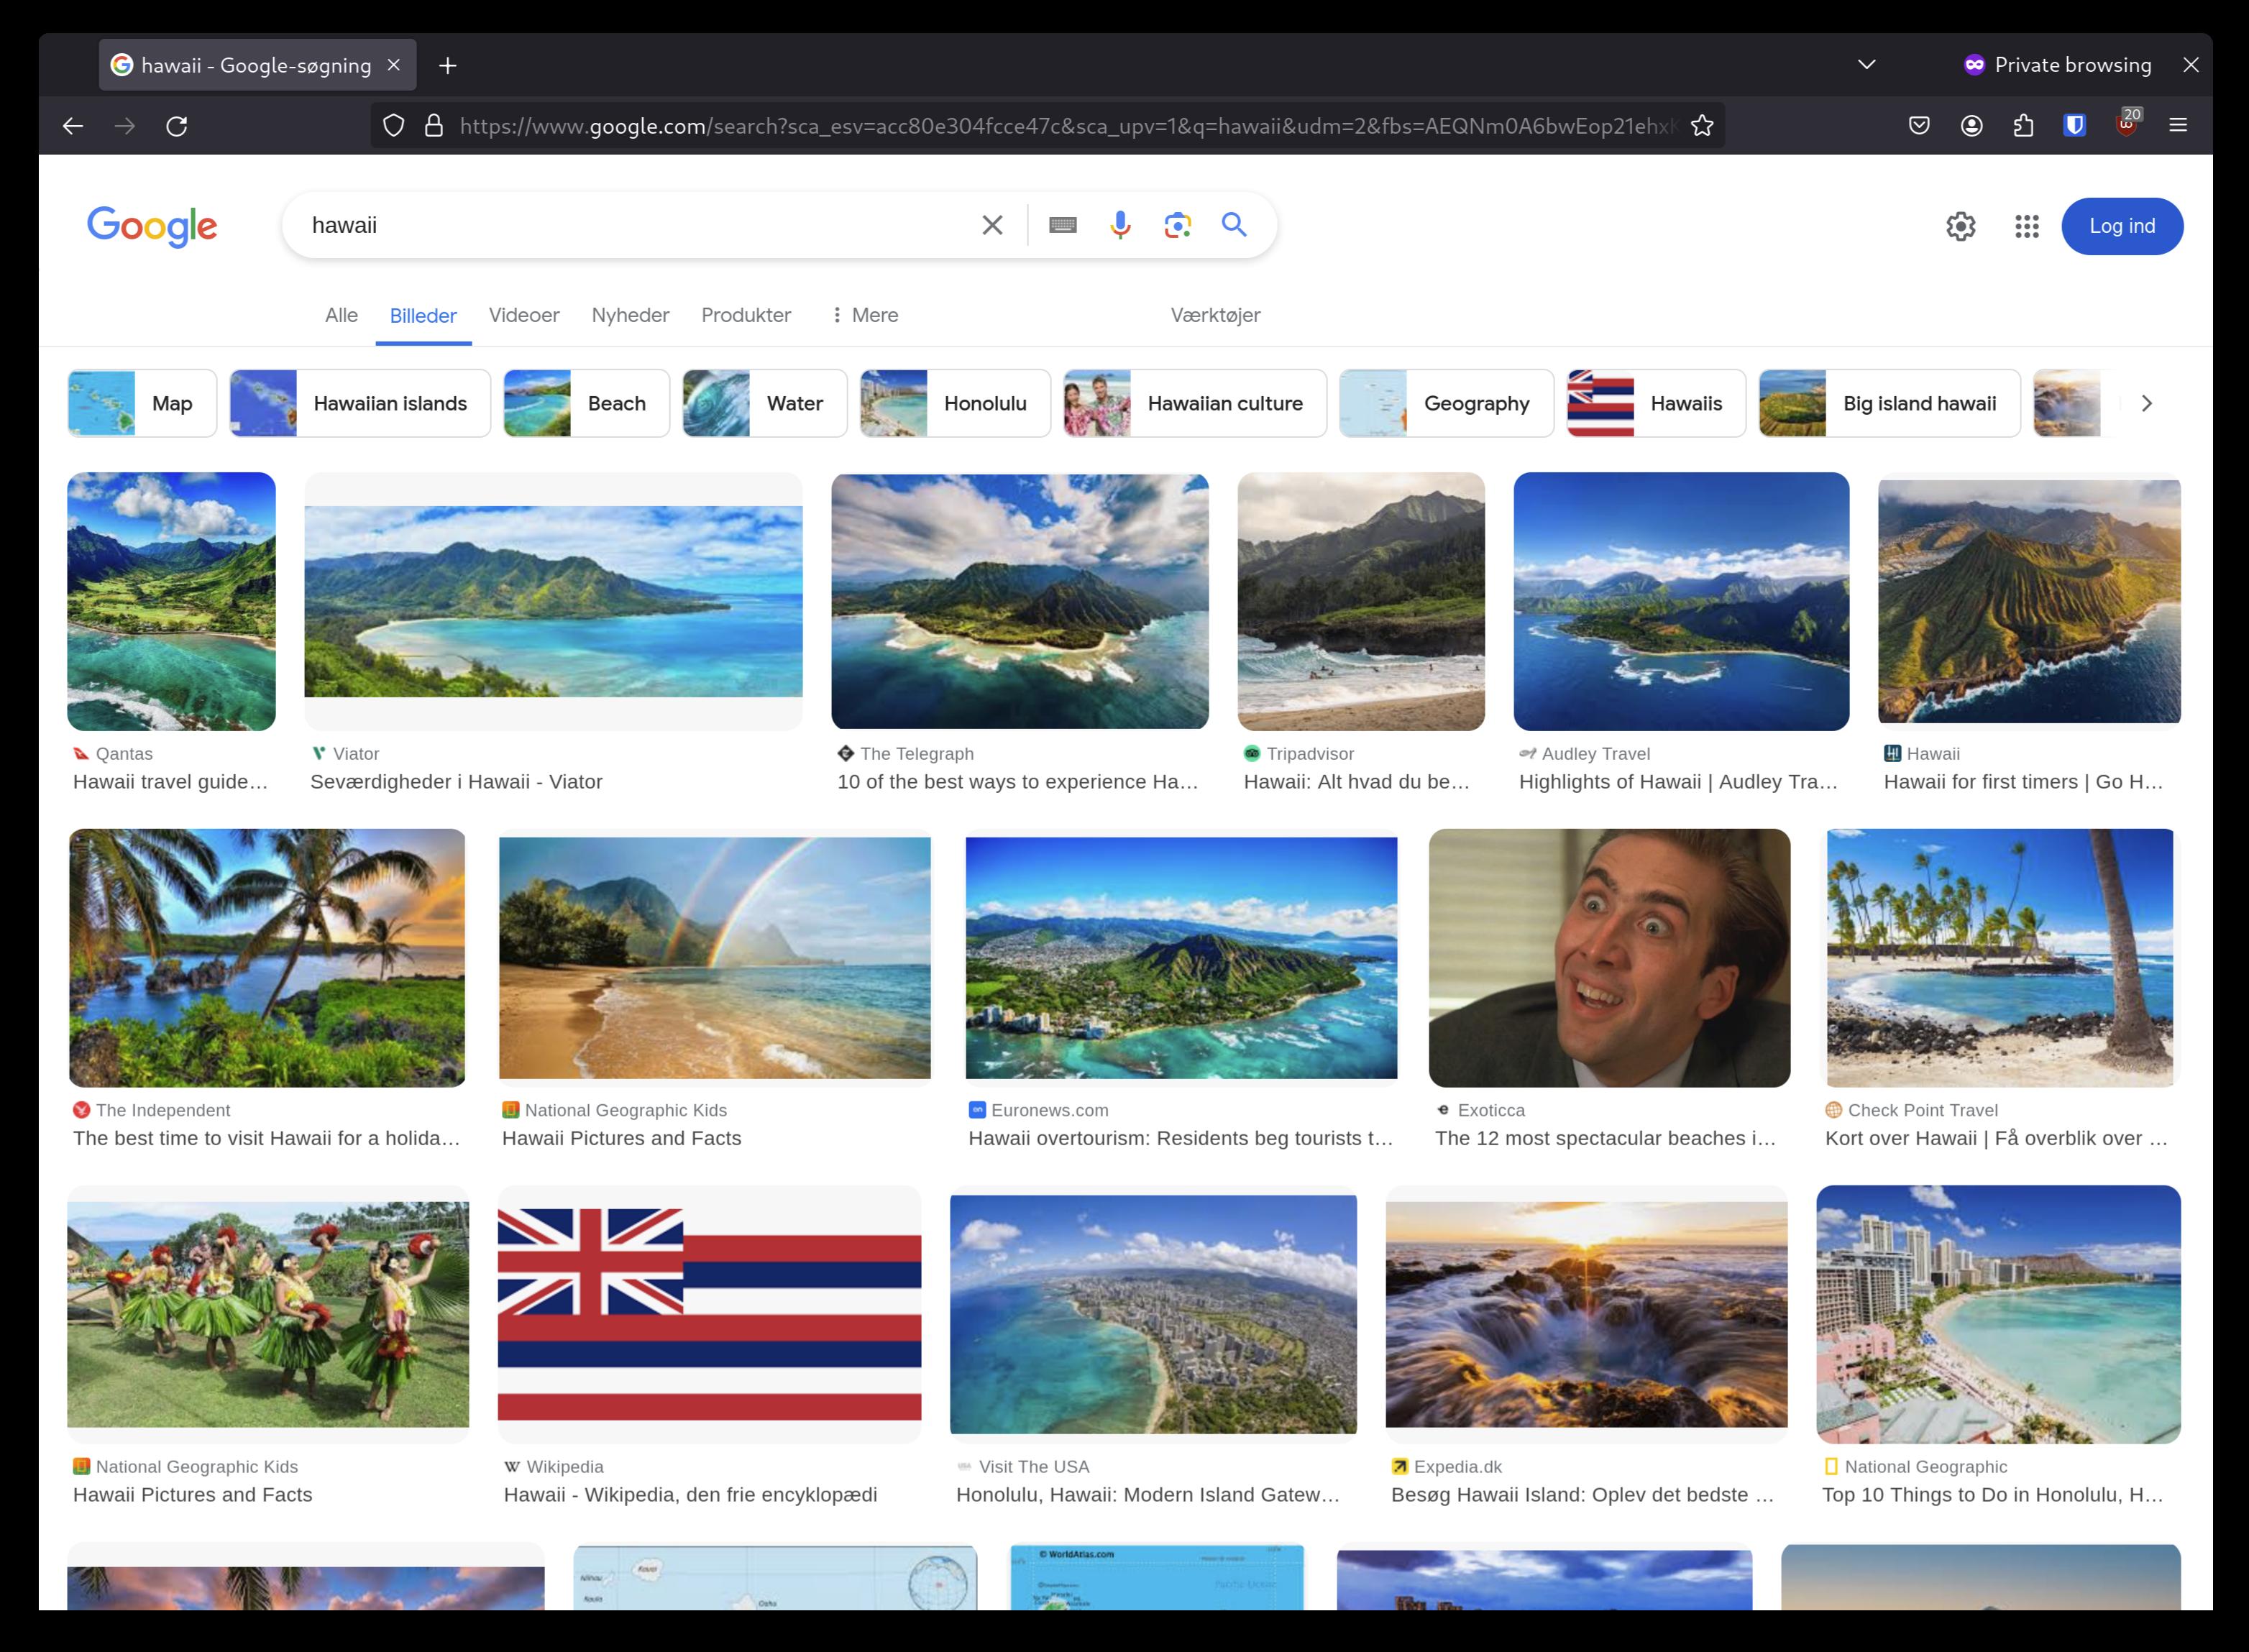 hawaii - Google-søgning
Private browsing
https://www.google.com/search?sca_esv=acc80e304fcce47c&sca_upv=1&q=hawaii&udm=2&fbs=AEQNm0A6bwEop21ehxK
20
Google
hawaii
Log ind
Alle
Billeder
Videoer
Nyheder
Produkter
Mere
Værktøjer
Map
Hawaiian islands
Beach
Water
Honolulu
Hawaiian culture
Geography
Hawaiis
Big island hawaii
Qantas
Hawaii travel guide...
Viator
Seværdigheder i Hawaii - Viator
The Telegraph
10 of the best ways to experience Ha...
Tripadvisor
Hawaii: Alt hvad du be...
Audley Travel
Highlights of Hawaii | Audley Tra...
Hawaii
Hawaii for first timers | Go H...
The Independent
The best time to visit Hawaii for a holida...
National Geographic Kids
Hawaii Pictures and Facts
Euronews.com
Hawaii overtourism: Residents beg tourists t...
Exoticca
The 12 most spectacular beaches i...
Check Point Travel
Kort over Hawaii | Få overblik over ...
National Geographic Kids
Hawaii Pictures and Facts
Wikipedia
Hawaii - Wikipedia, den frie encyklopædi
Visit The USA
Honolulu, Hawaii: Modern Island Gatew...
Expedia.dk
Besøg Hawaii Island: Oplev det bedste ...
National Geographic
Top 10 Things to Do in Honolulu, H...
© WorldAtlas.com
Niihau
Kauai
Oahu
Pacific Ocean